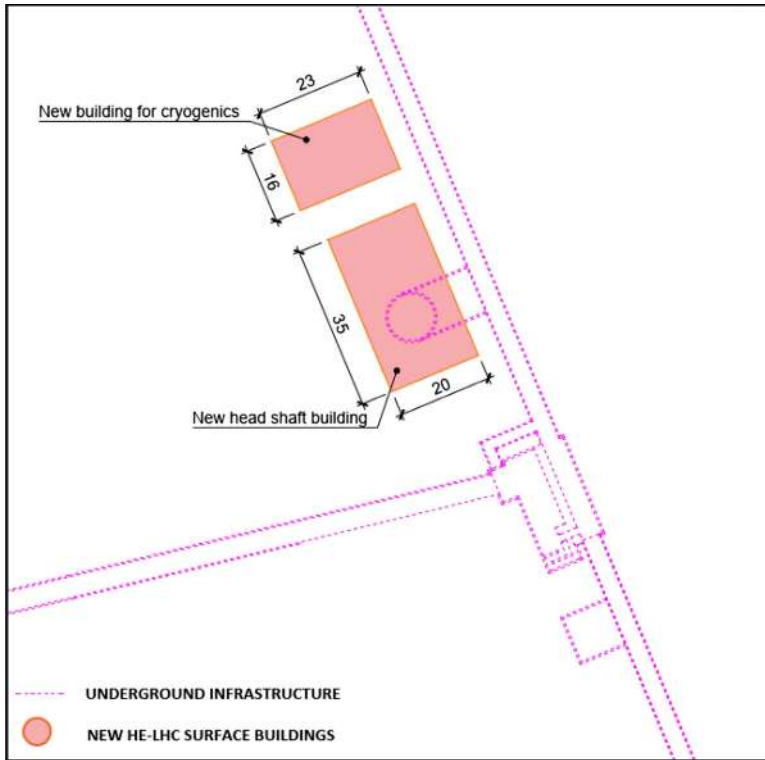 23
New building for cryogenics
16
35
20
New head shaft building
UNDERGROUND INFRASTRUCTURE
NEW HE-LHC SURFACE BUILDINGS